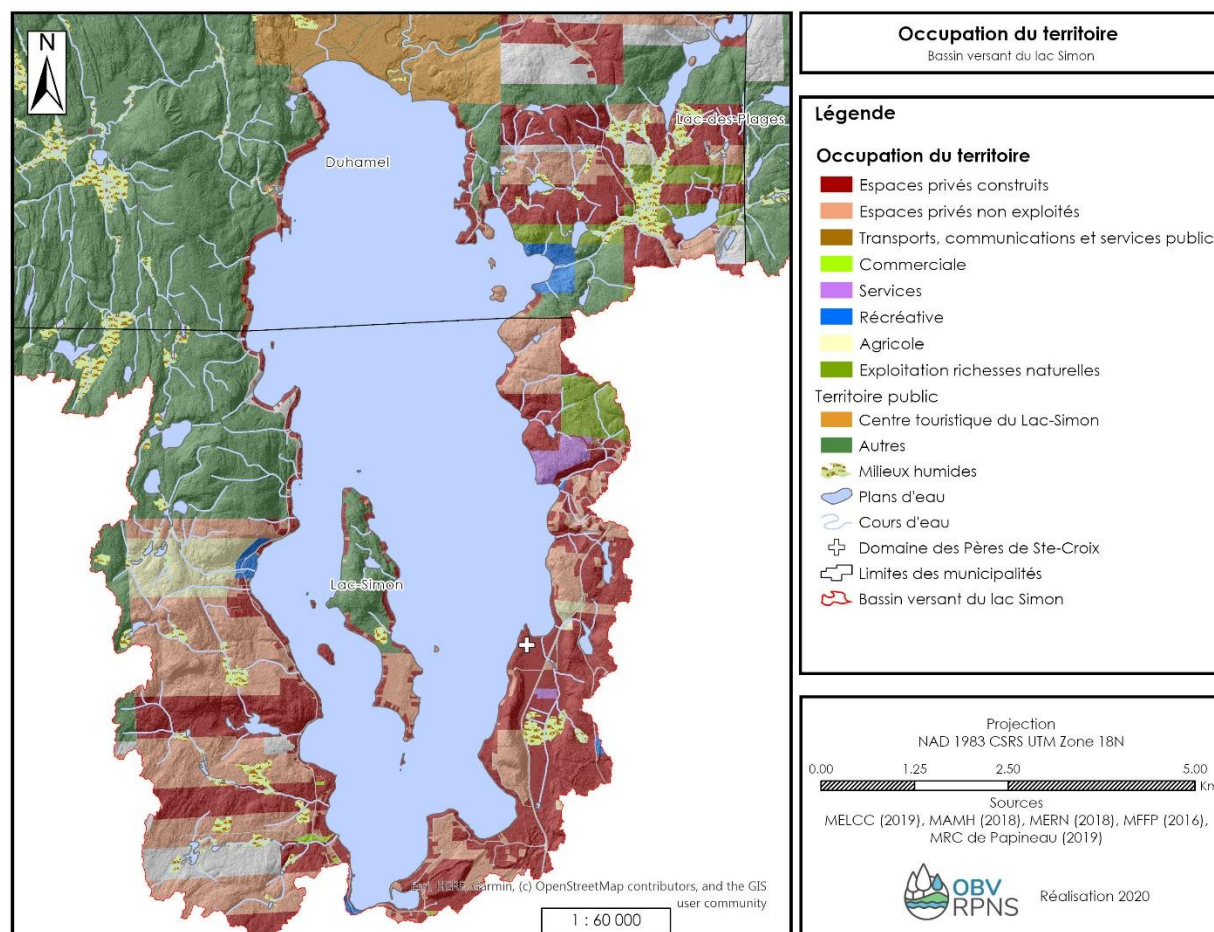 N
Duhamel
Lac-des-Plages
Lac-Simon
Esri, HERE, Garmin, (c) OpenStreetMap contributors, and the GIS
user community
1 : 60 000
Occupation du territoire
Bassin versant du lac Simon
Légende
Occupation du territoire
Espaces privés construits
Espaces privés non exploités
Transports, communications et services public
Commerciale
Services
Récréative
Agricole
Exploitation richesses naturelles
Territoire public
Centre touristique du Lac-Simon
Autres
Milieux humides
Plans d'eau
Cours d'eau
Domaine des Pères de Ste-Croix
Limites des municipalités
Bassin versant du lac Simon
Projection
NAD 1983 CSRS UTM Zone 18N
0.00 1.25 2.50 5.00
Km
Sources
MELCC (2019), MAMH (2018), MERN (2018), MFFP (2016),
MRC de Papineau (2019)
OBV
RPNS
Réalisation 2020